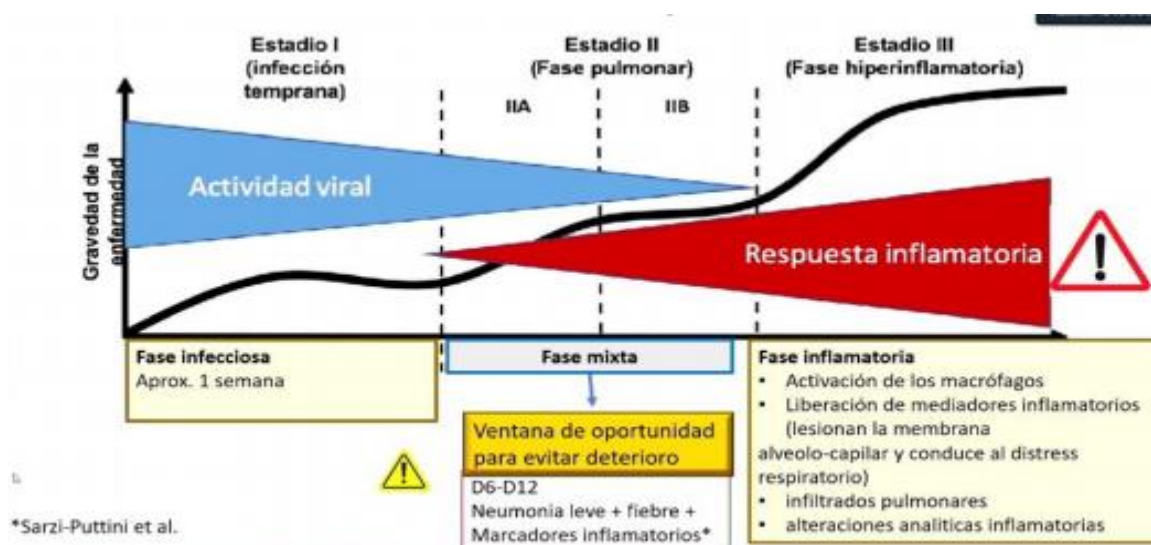 Estadio I
(infección
temprana)
Estadio II
(Fase pulmonar)
Estadio III
(Fase hiperinflamatoria)
IIA
IIB
Gravedad de la
enfermedad
Actividad viral
Respuesta inflamatoria
Fase infecciosa
Aprox. 1 semana
Fase mixta
Ventana de oportunidad
para evitar deterioro
D6-D12
Neumonia leve + fiebre +
Marcadores inflamatorios*
Fase inflamatoria
• Activación de los macrófagos
• Liberación de mediadores inflamatorios
(lesionan la membrana
alveolo-capilar y conduce al distress
respiratorio)
• infiltrados pulmonares
• alteraciones analiticas inflamatorias
*Sarzi-Puttini et al.